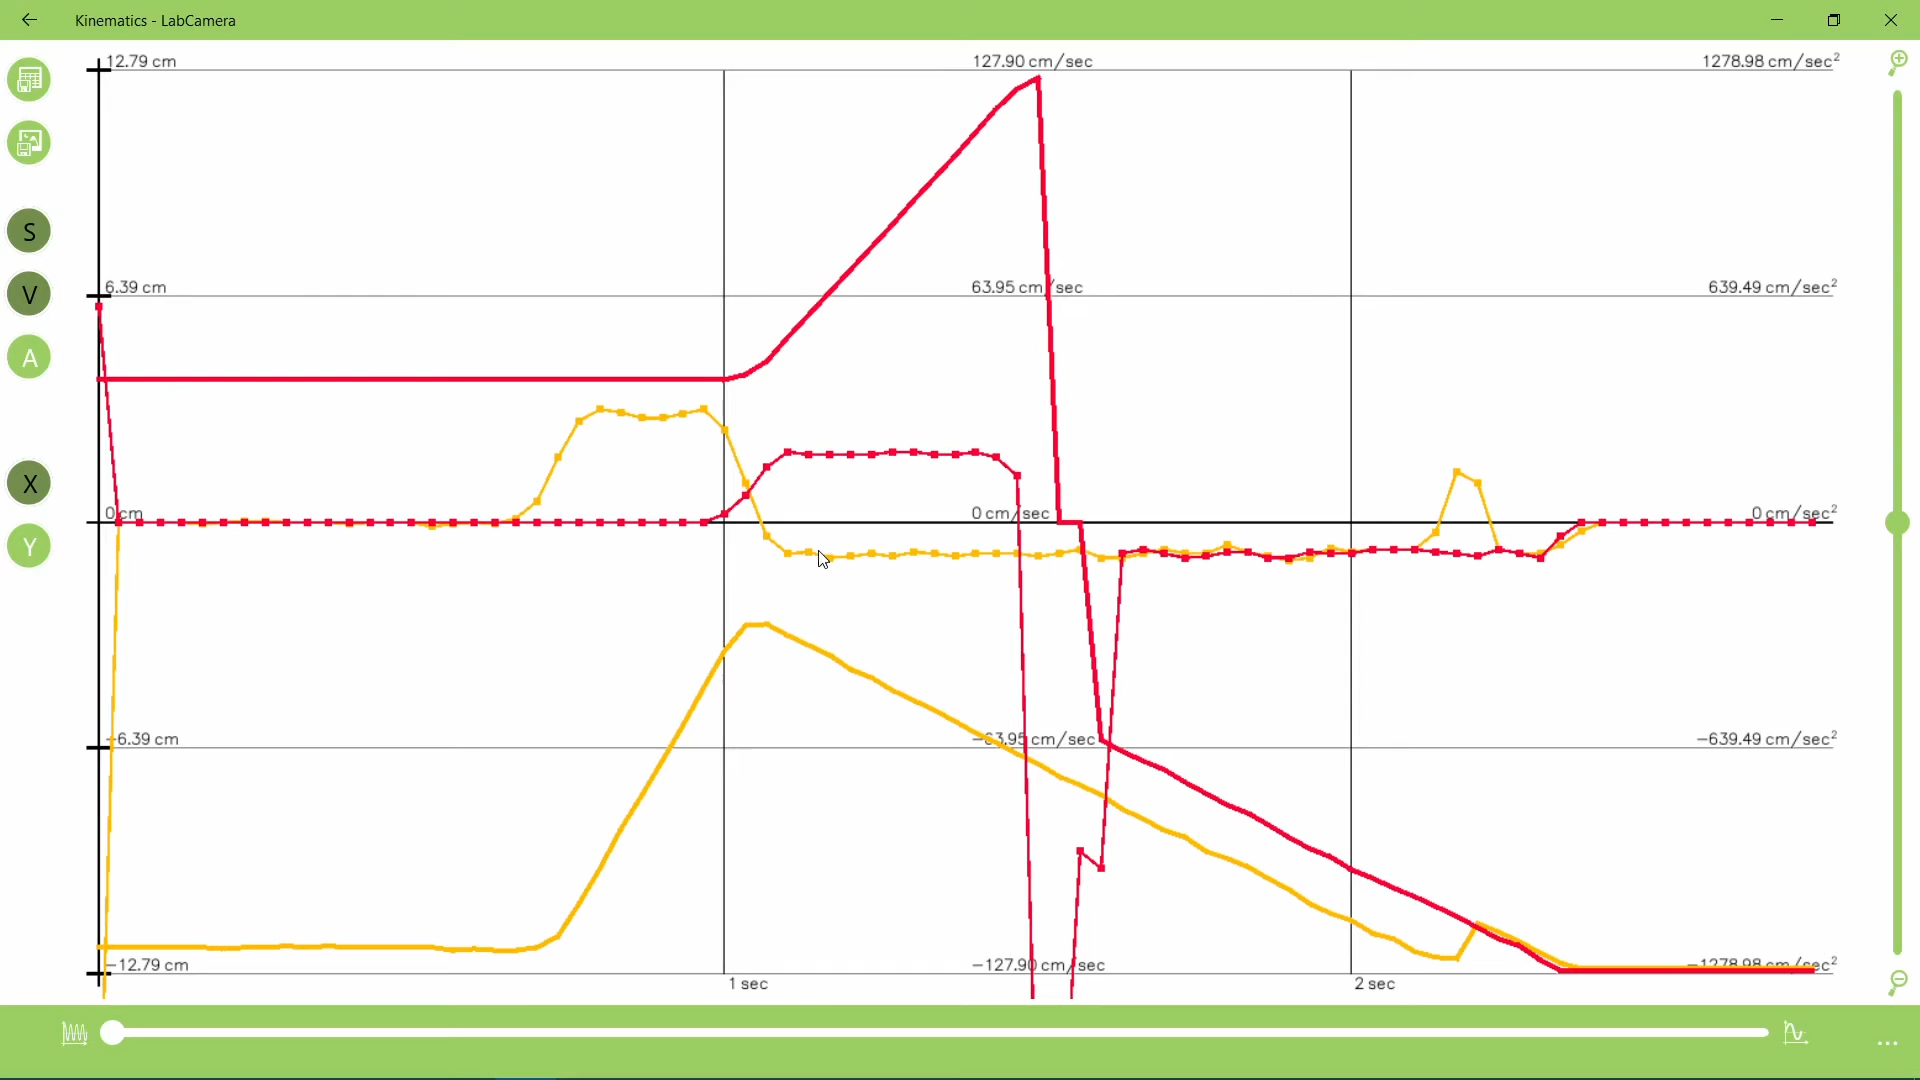 Kinematics - LabCamera
12.79 cm 127.90 cm/sec 1278.98 cm/sec²
S
V 6.39 cm 63.95 cm/sec 639.49 cm/sec²
A
X
0 cm 0 cm/sec 0 cm/sec²
Y
-6.39 cm -63.95 cm/sec -639.49 cm/sec²
-12.79 cm -127.90 cm/sec -1278.98 cm/sec²
1 sec 2 sec